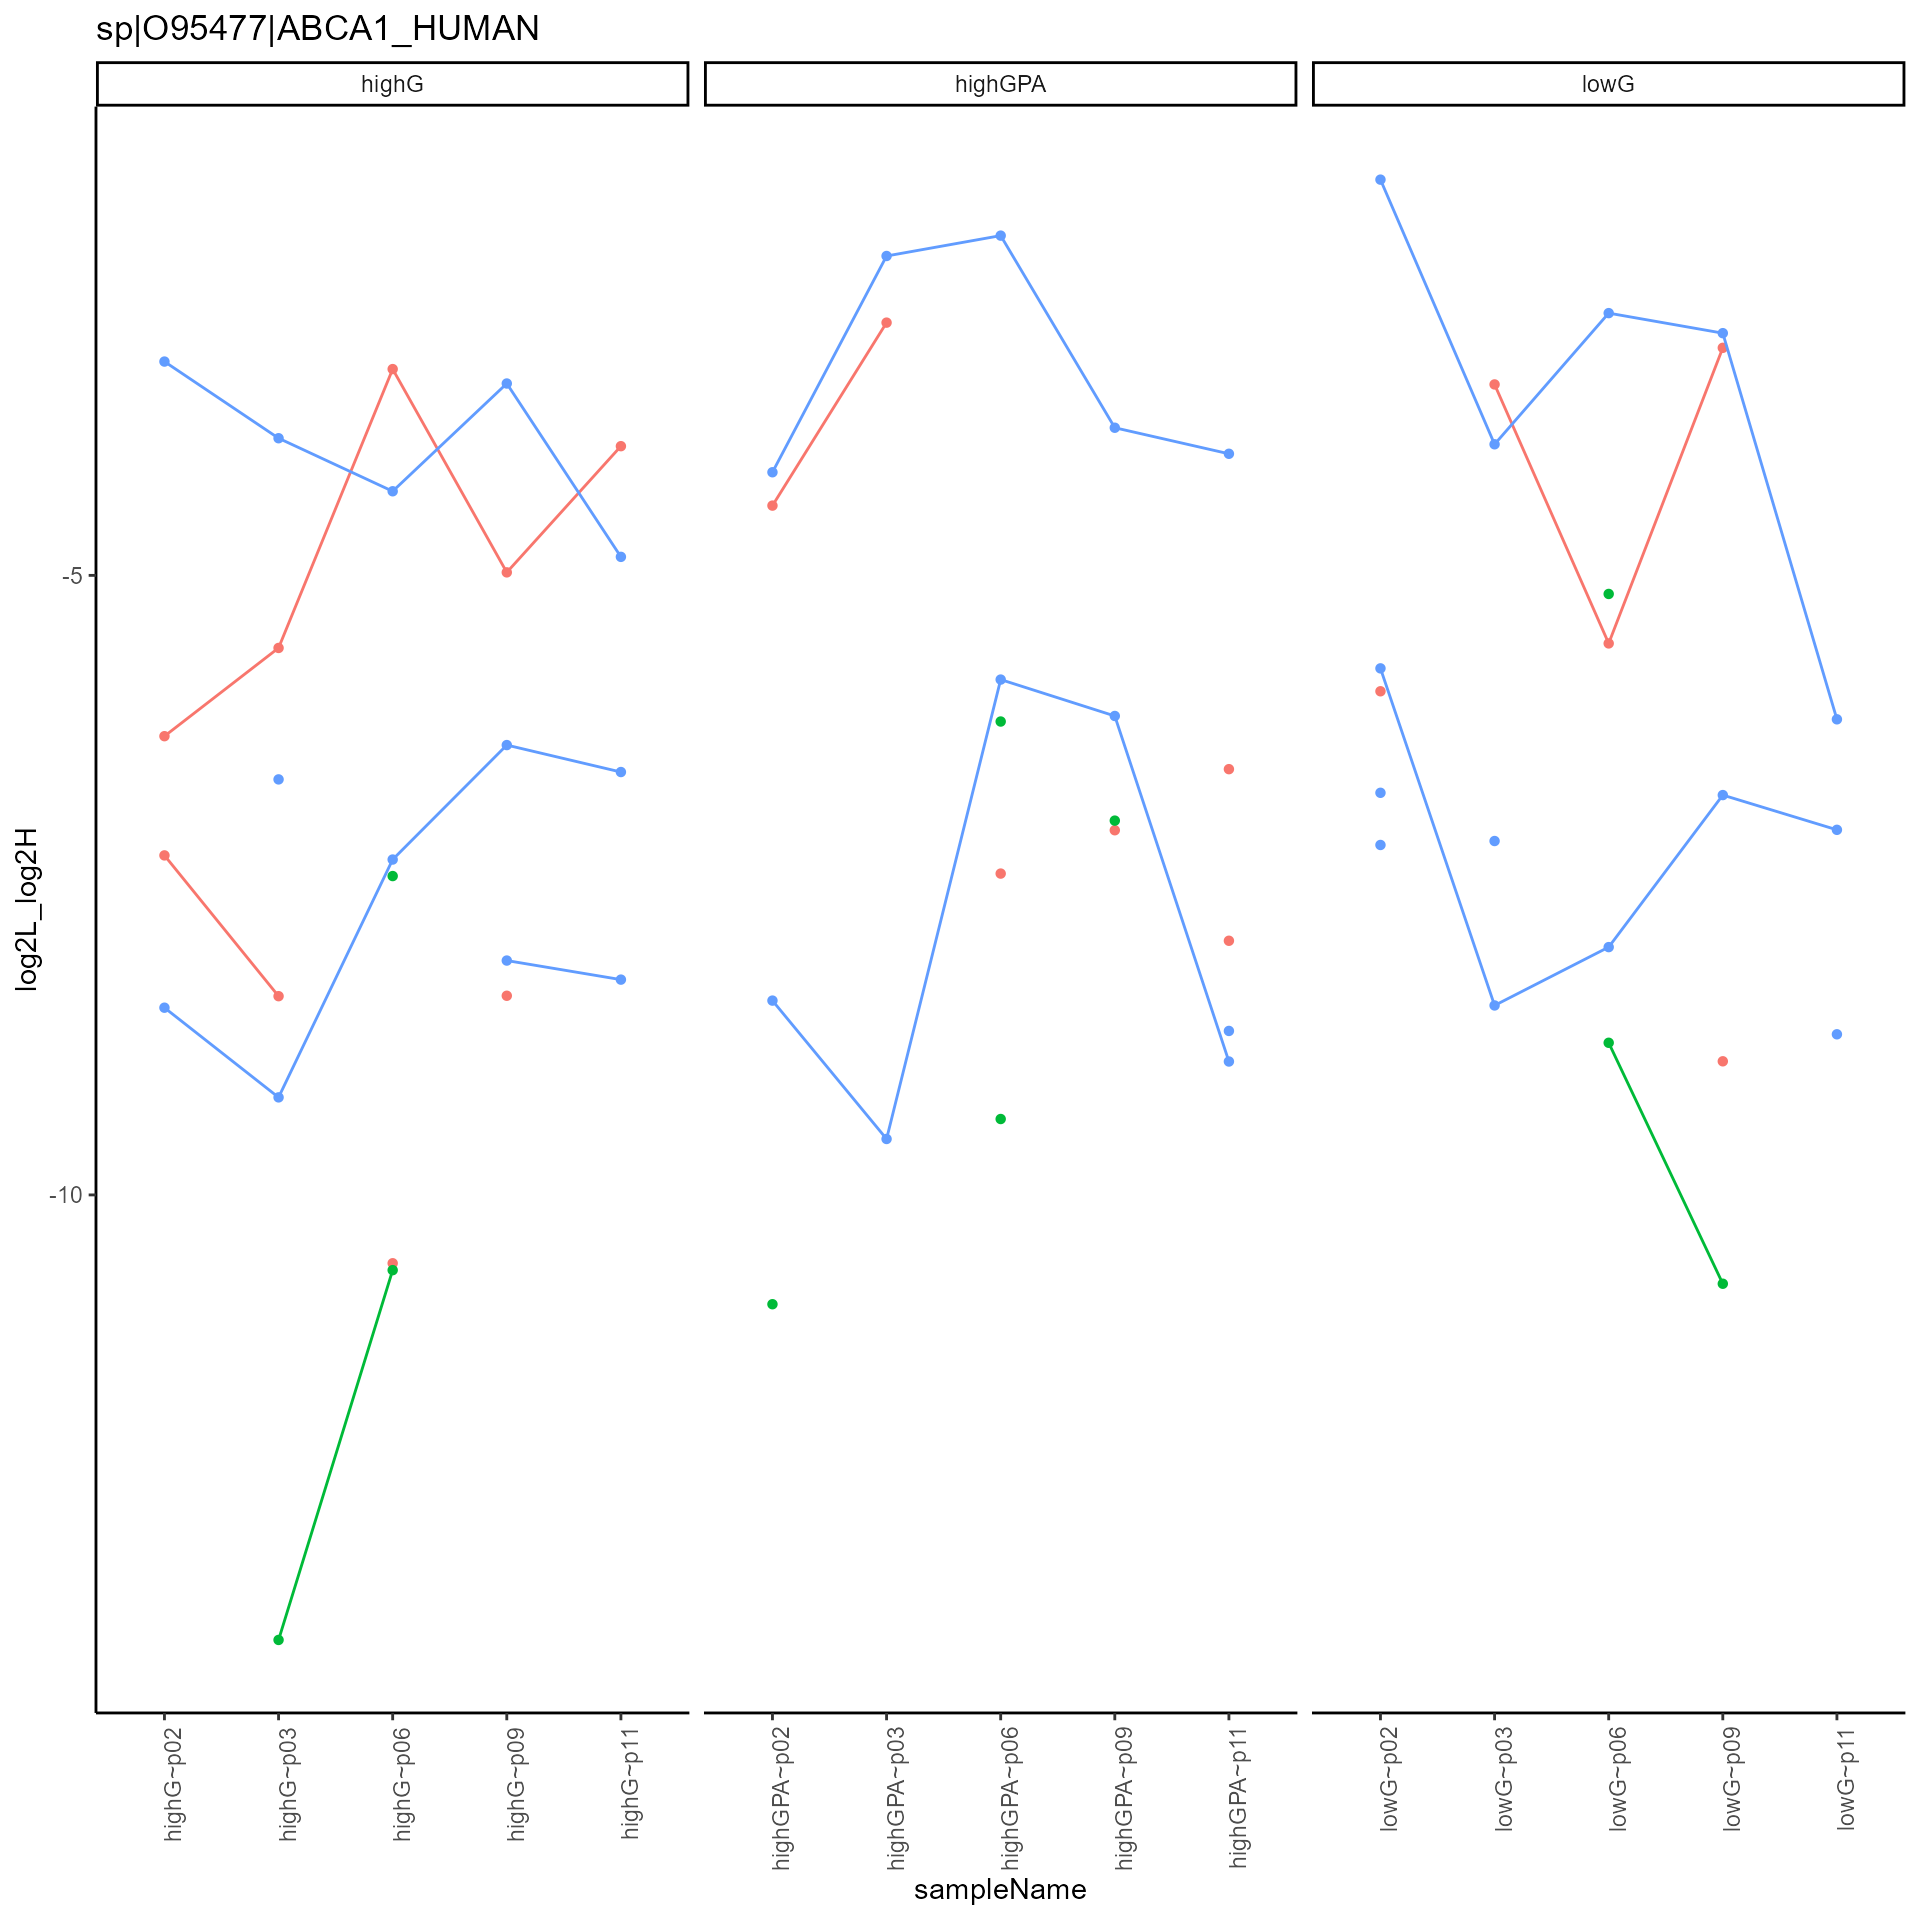 sp|O95477|ABCA1_HUMAN
highG
highGPA
lowG
log2L_log2H
-5
-10
highG~p02
highG~p03
highG~p06
highG~p09
highG~p11
highGPA~p02
highGPA~p03
highGPA~p06
highGPA~p09
highGPA~p11
lowG~p02
lowG~p03
lowG~p06
lowG~p09
lowG~p11
sampleName